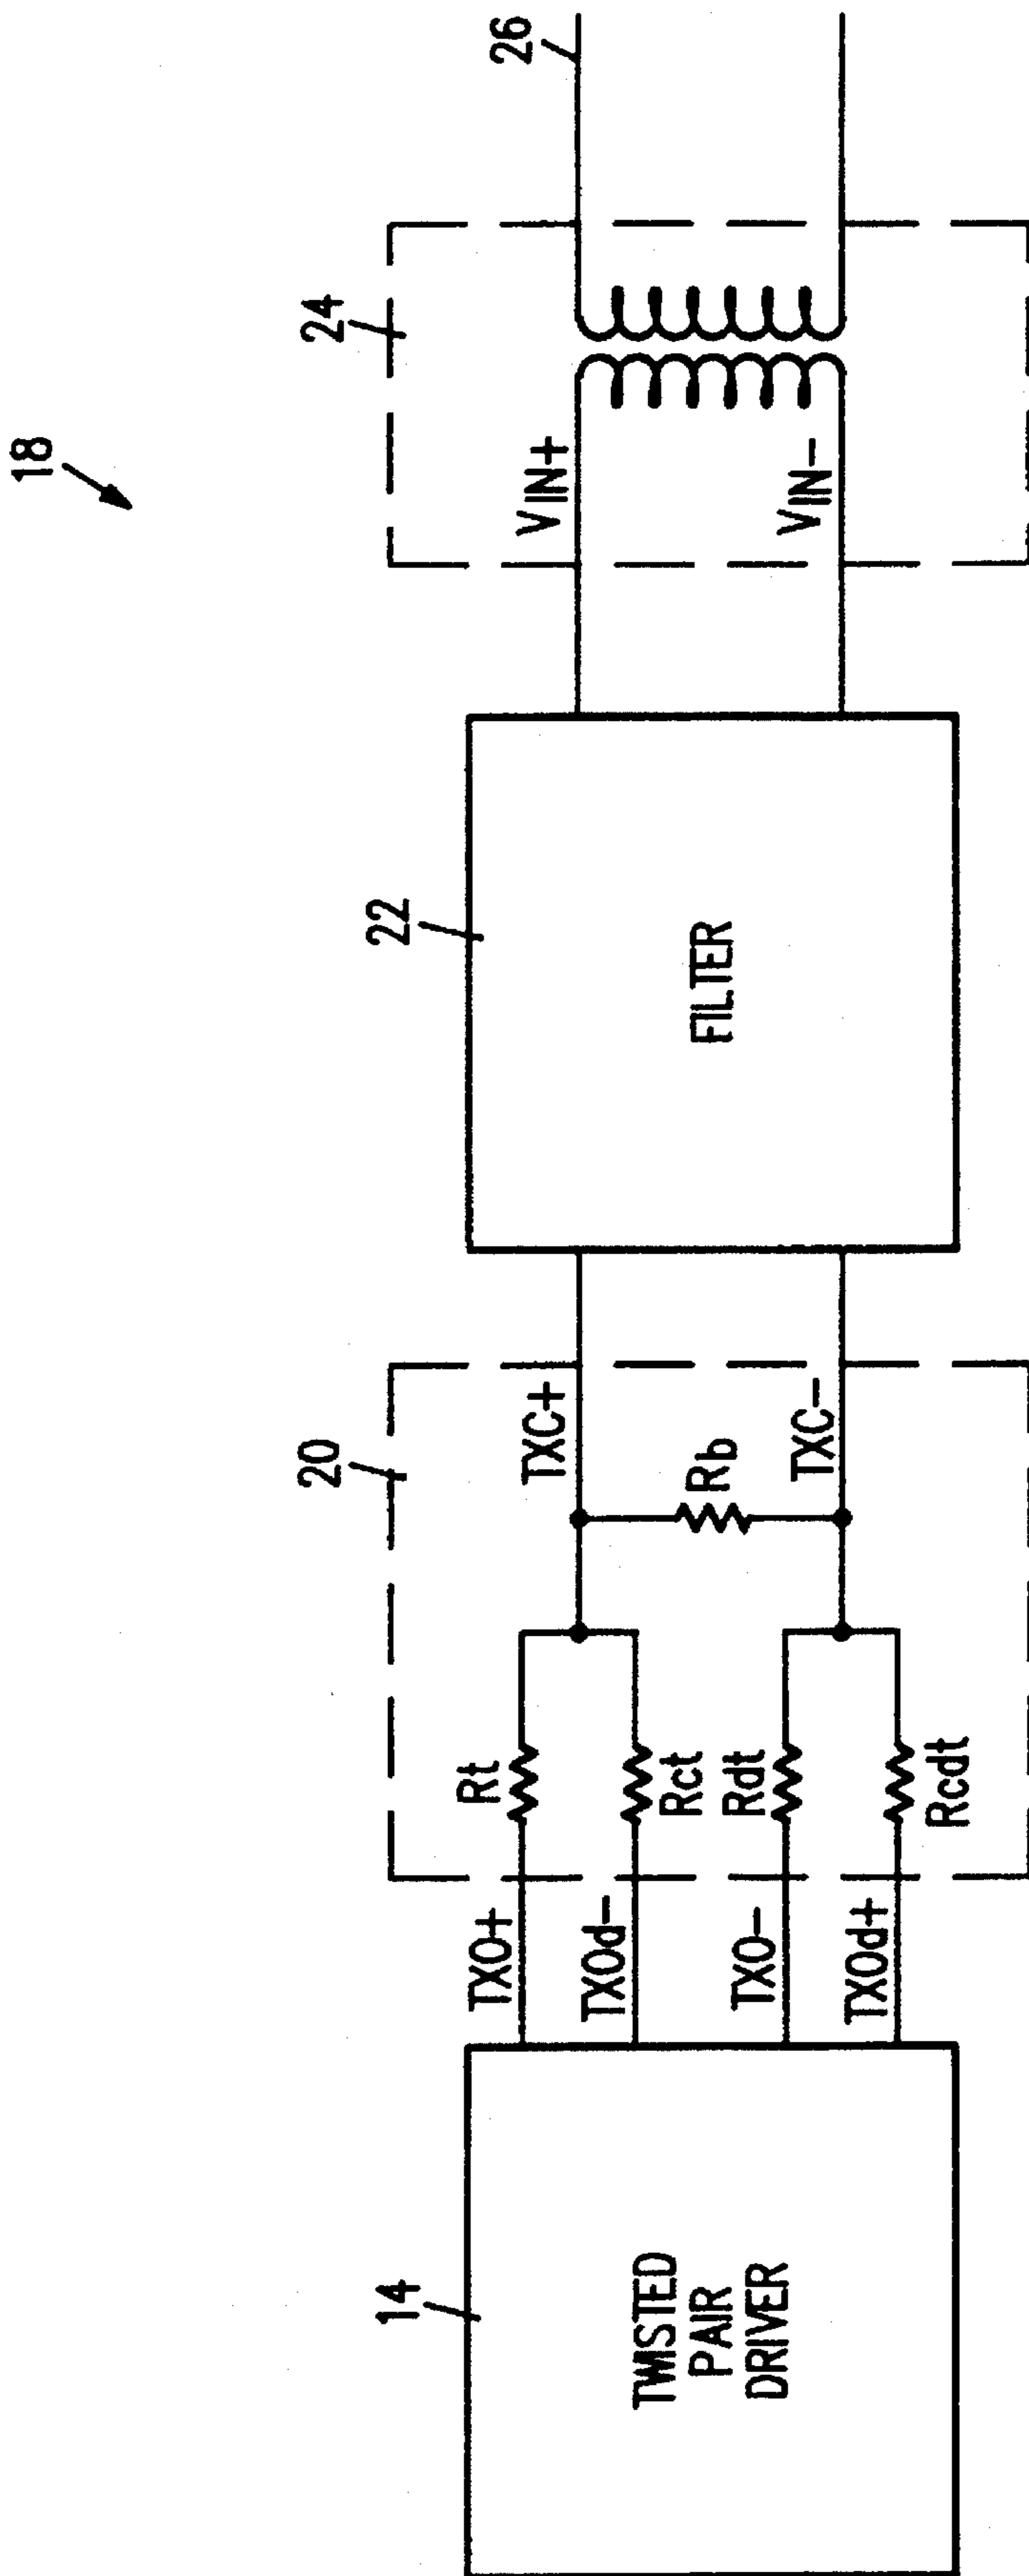 18
14
TWISTED
PAIR
DRIVER
TXO+
TXOd-
TXO-
TXOd+
20
Rt
Rct
Rdt
Rcdt
TXC+
Rb
TXC-
22
FILTER
24
VIN+
VIN-
26